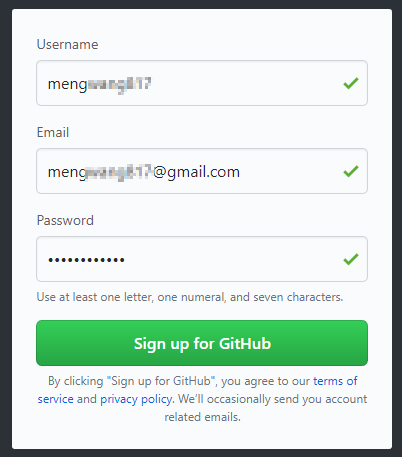 Username
meng
Email
meng @gmail.com
Password
••••••••••••
Use at least one letter, one numeral, and seven characters.
Sign up for GitHub
By clicking "Sign up for GitHub", you agree to our terms of
service and privacy policy. We'll occasionally send you account
related emails.